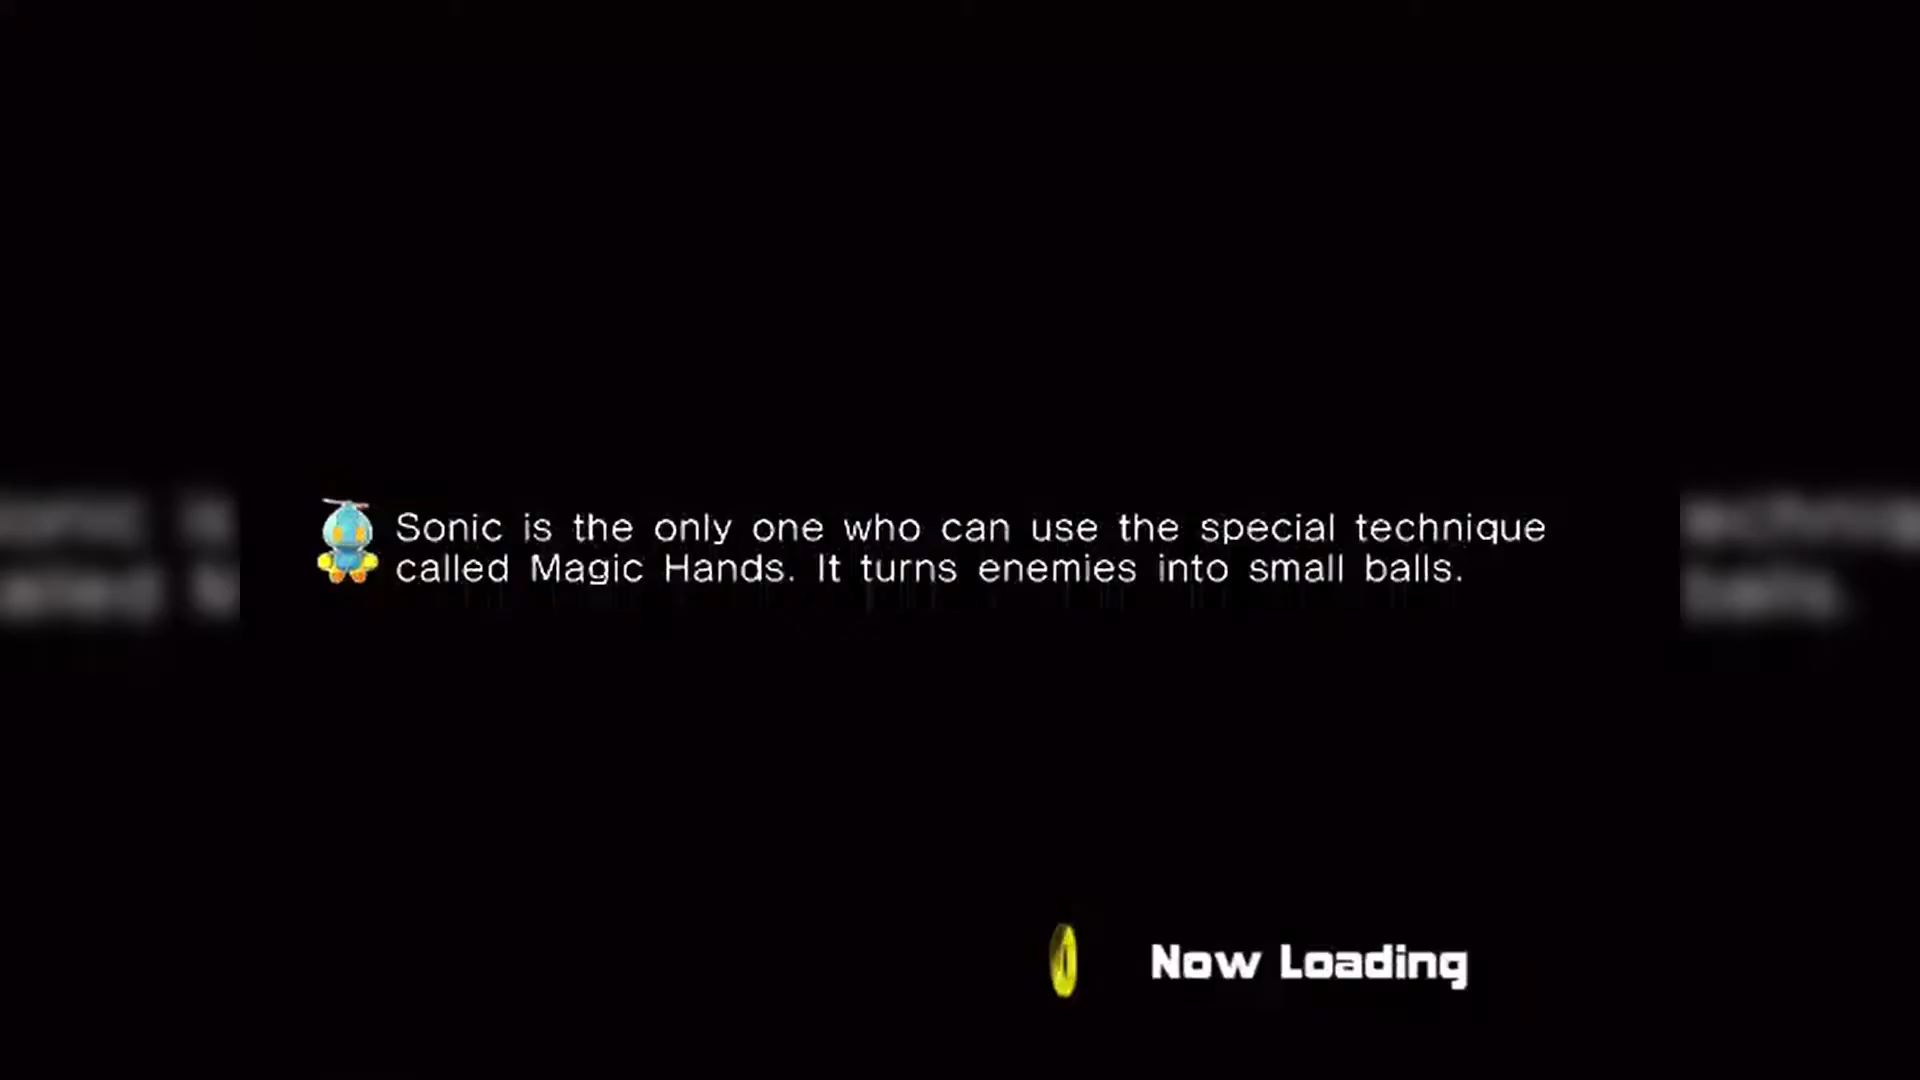 Sonic is the only one who can use the special technique
called Magic Hands. It turns enemies into small balls.
Now Loading